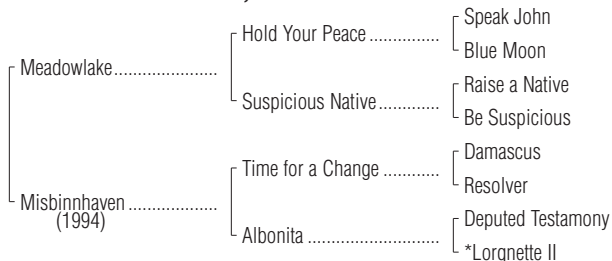 Speak John
Hold Your Peace ...............
Blue Moon
Meadowlake.......................
Raise a Native
Suspicious Native.............
Be Suspicious
Damascus
Time for a Change ............
Resolver
Misbinnhaven ....................
(1994)
Deputed Testamony
Albonita ............................
*Lorgnette II